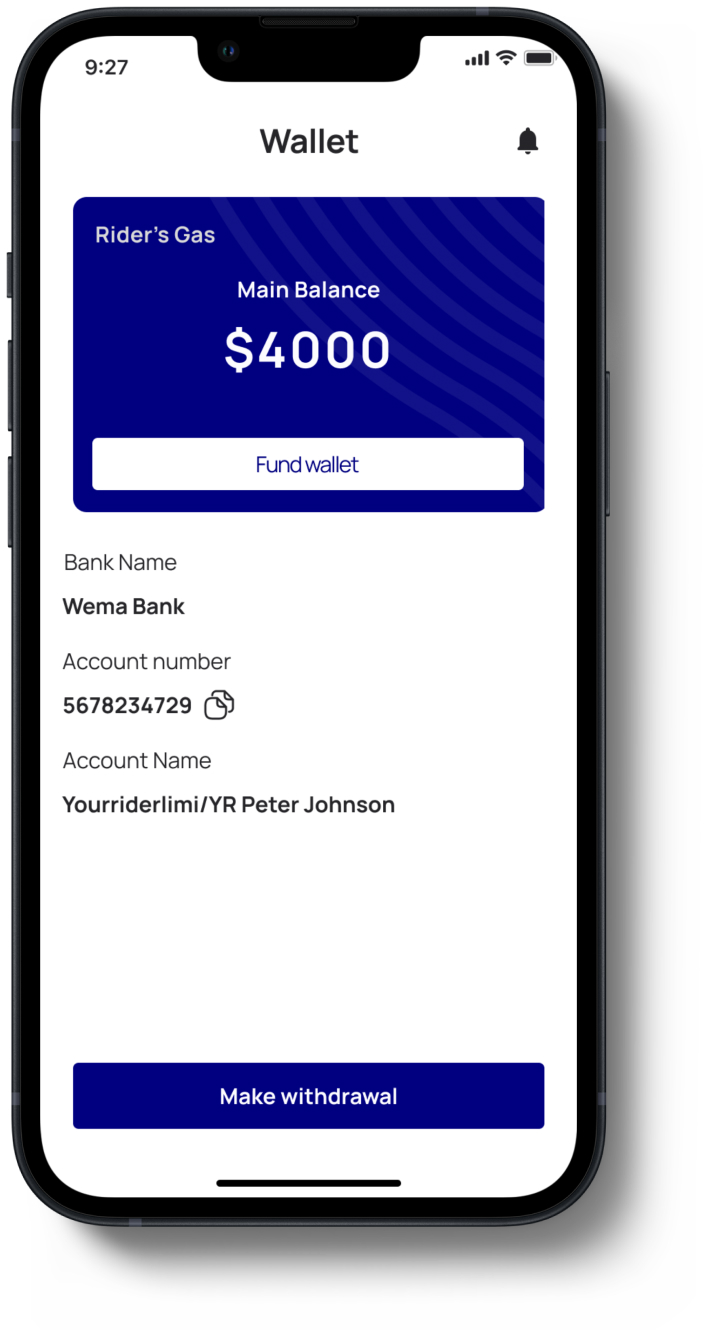 9:27
Wallet
Rider's Gas
Main Balance
$4000
Fund wallet
Bank Name
Wema Bank
Account number
5678234729
Account Name
Yourriderlimi/YR Peter Johnson
Make withdrawal